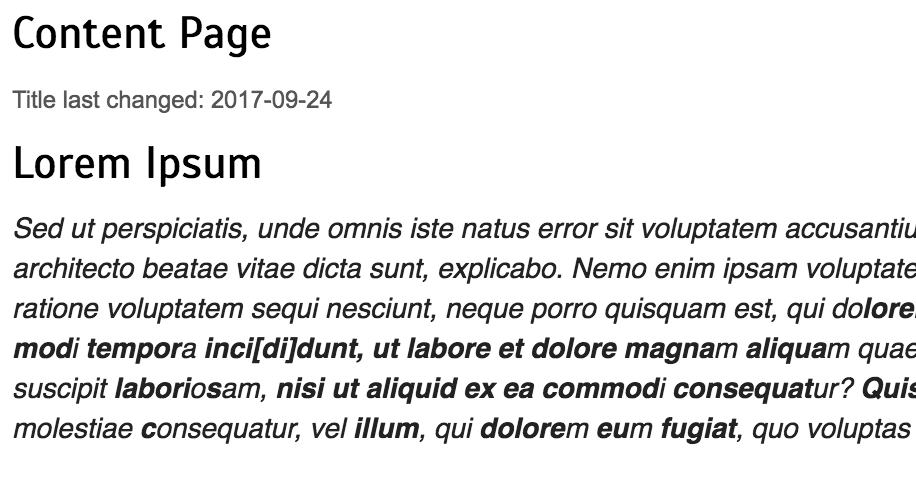 Content Page
Title last changed: 2017-09-24
Lorem Ipsum
Sed ut perspiciatis, unde omnis iste natus error sit voluptatem accusantiu
architecto beatae vitae dicta sunt, explicabo. Nemo enim ipsam voluptate
ratione voluptatem sequi nesciunt, neque porro quisquam est, qui dolore
modi tempora inci[di]dunt, ut labore et dolore magnam aliquam quae
suscipit laboriosam, nisi ut aliquid ex ea commodi consequatur? Quis
molestiae consequatur, vel illum, qui dolorem eum fugiat, quo voluptas